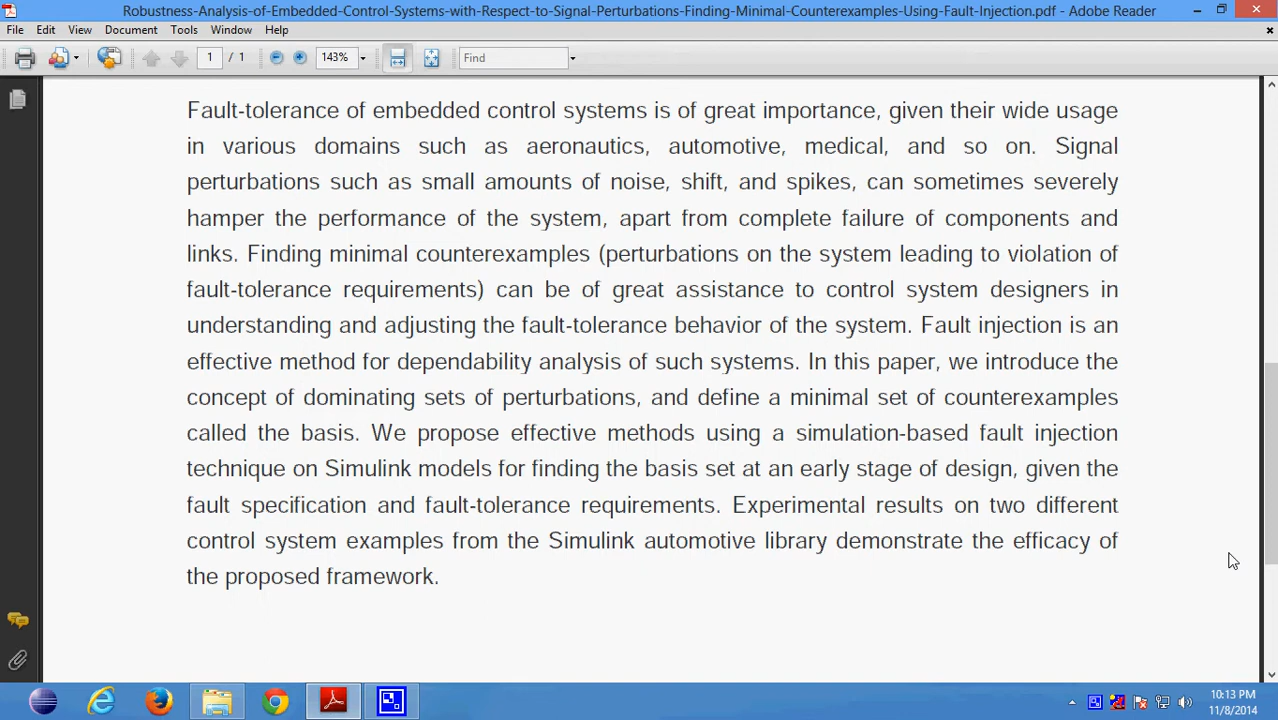 Robustness-Analysis-of-Embedded-Control-Systems-with-Respect-to-Signal-Perturbations-Finding-Minimal-Counterexamples-Using-Fault-Injection.pdf - Adobe Reader
File Edit View Document Tools Window Help
1 / 1 143% Find
Fault-tolerance of embedded control systems is of great importance, given their wide usage
in various domains such as aeronautics, automotive, medical, and so on. Signal
perturbations such as small amounts of noise, shift, and spikes, can sometimes severely
hamper the performance of the system, apart from complete failure of components and
links. Finding minimal counterexamples (perturbations on the system leading to violation of
fault-tolerance requirements) can be of great assistance to control system designers in
understanding and adjusting the fault-tolerance behavior of the system. Fault injection is an
effective method for dependability analysis of such systems. In this paper, we introduce the
concept of dominating sets of perturbations, and define a minimal set of counterexamples
called the basis. We propose effective methods using a simulation-based fault injection
technique on Simulink models for finding the basis set at an early stage of design, given the
fault specification and fault-tolerance requirements. Experimental results on two different
control system examples from the Simulink automotive library demonstrate the efficacy of
the proposed framework.
10:13 PM
11/8/2014